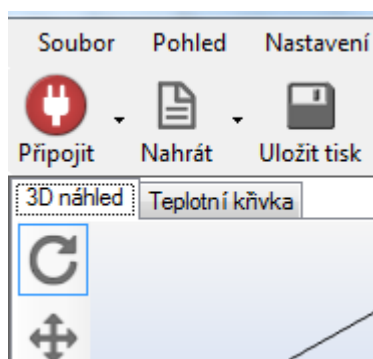 Soubor Pohled Nastavení
Připojit Nahrát Uložit tisk
3D náhled Teplotní křivka